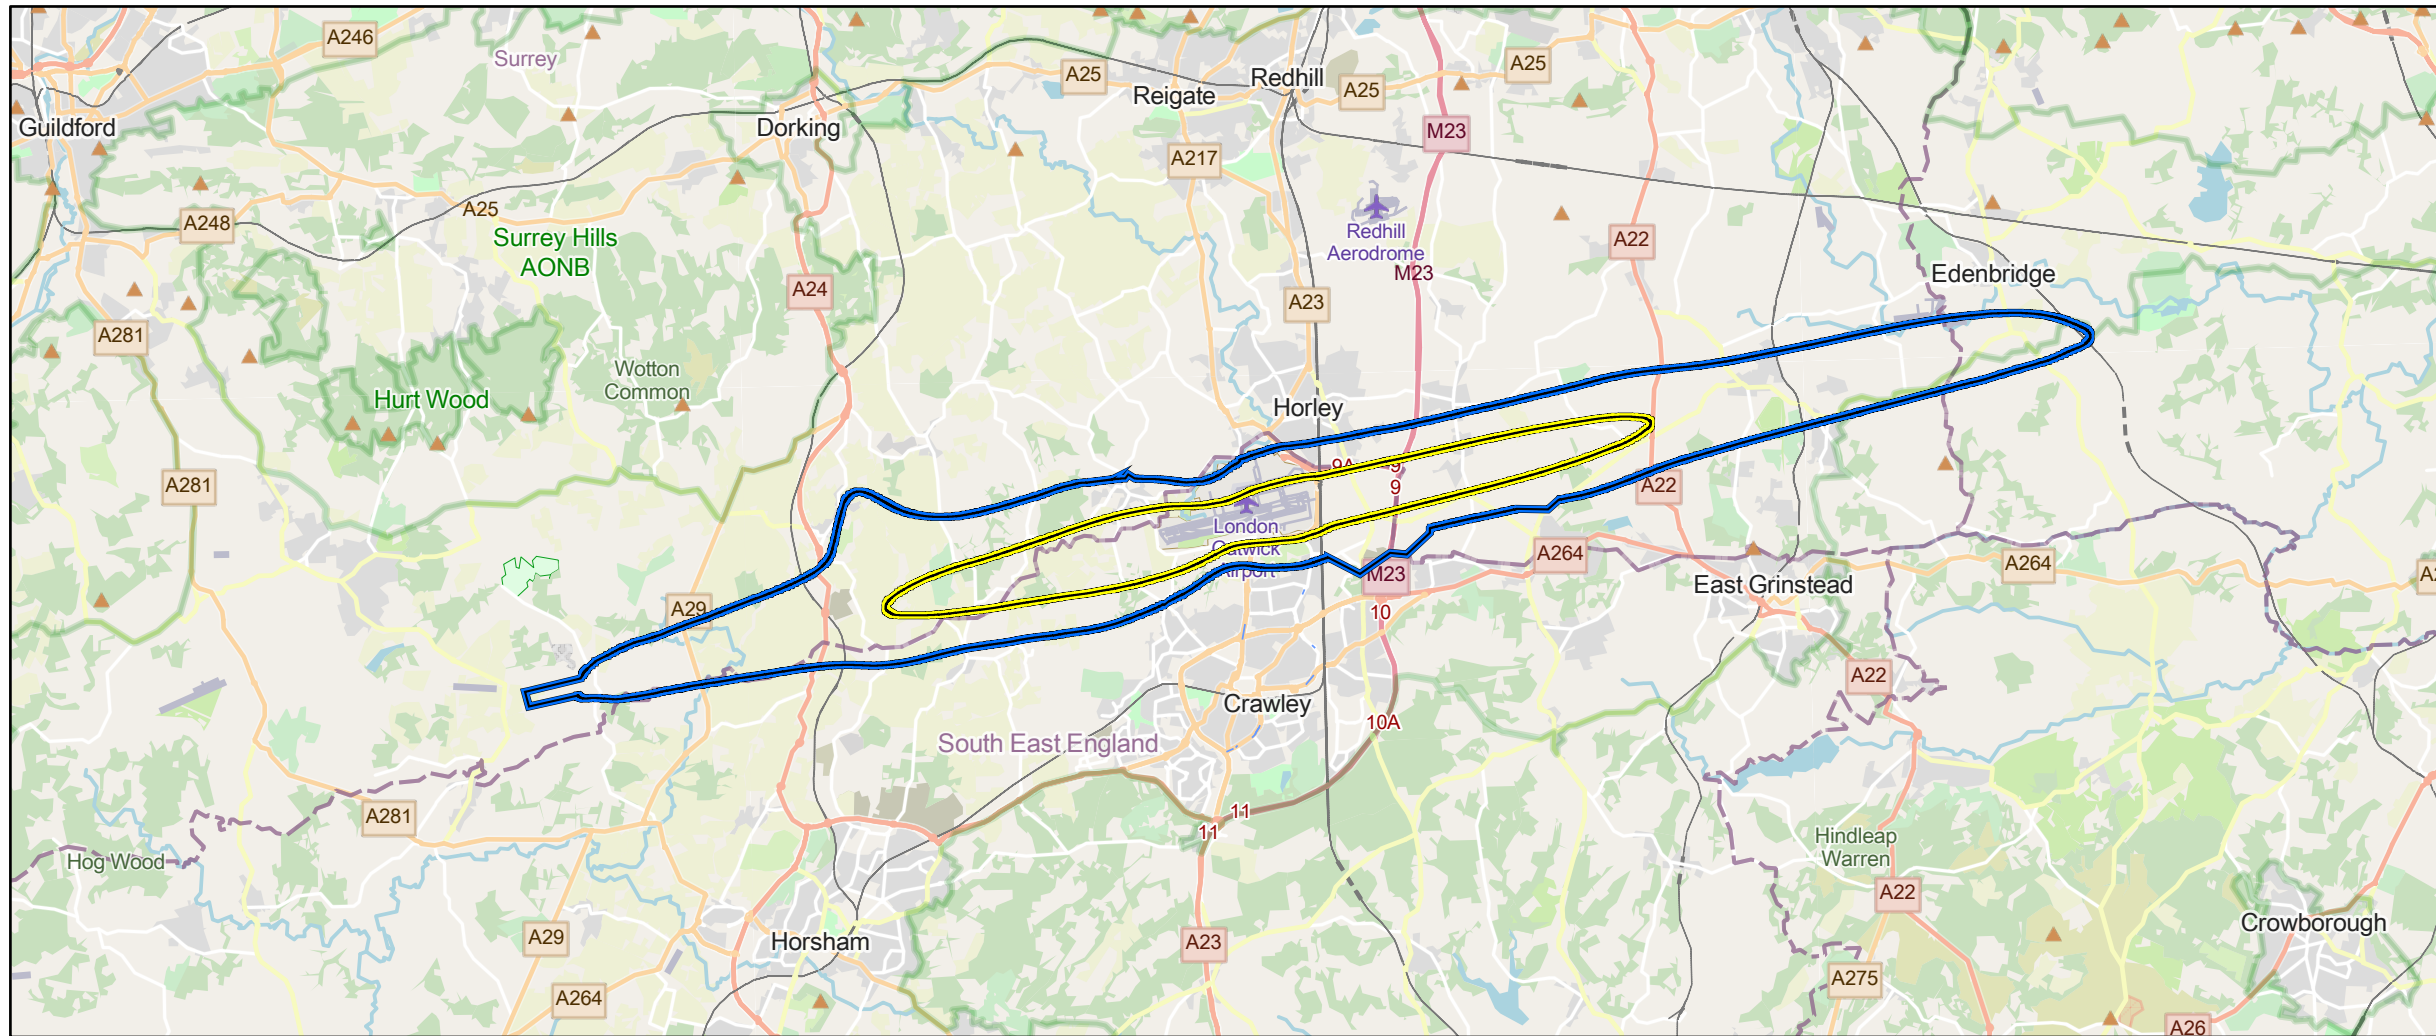 A246
Surrey
A25
Redhill
A25
A25
Reigate
Guildford
Dorking
M23
A217
A25
A248
Surrey Hills
AONB
Redhill
Aerodrome
A22
M23
Edenbridge
A24
A23
A281
Wotton
Common
Hurt Wood
Horley
9A
9
9
A281
A22
London
Gatwick
Airport
A264
A264
M23
East Grinstead
A29
10
A22
Crawley
10A
South East England
11
11
A281
Hindleap
Warren
Hog Wood
A22
Crowborough
A29
Horsham
A23
A275
A264
A26